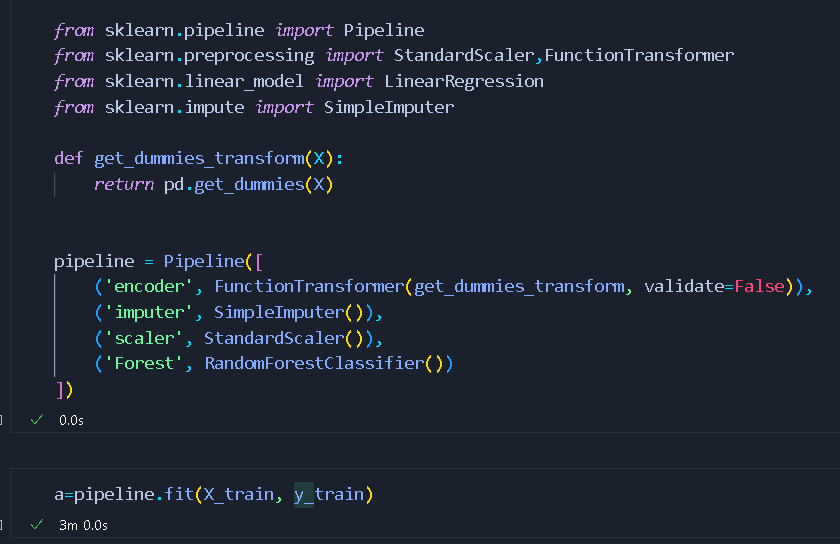 from sklearn.pipeline import Pipeline
from sklearn.preprocessing import StandardScaler,FunctionTransformer
from sklearn.linear_model import LinearRegression
from sklearn.impute import SimpleImputer
def get_dummies_transform(X):
    return pd.get_dummies(X)
pipeline = Pipeline([
    ('encoder', FunctionTransformer(get_dummies_transform, validate=False)),
    ('imputer', SimpleImputer()),
    ('scaler', StandardScaler()),
    ('Forest', RandomForestClassifier())
])
] ✓ 0.0s
a=pipeline.fit(X_train, y_train)
] ✓ 3m 0.0s